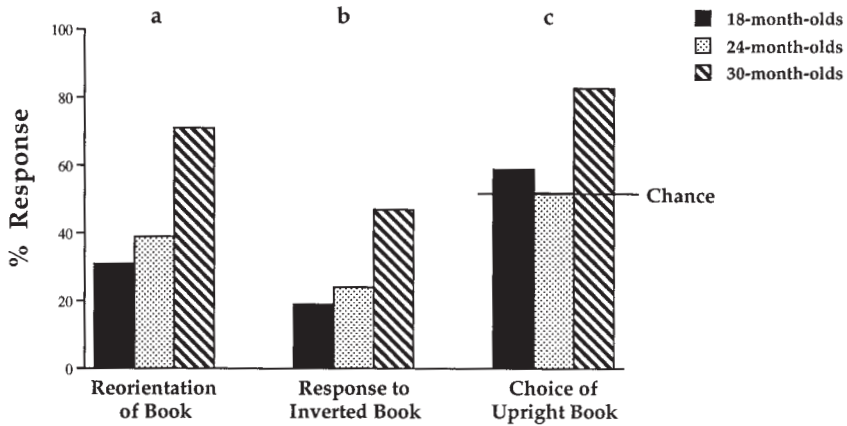 a
b
c
18-month-olds
24-month-olds
30-month-olds
% Response
100
80
60
40
20
0
Chance
Reorientation
of Book
Response to
Inverted Book
Choice of
Upright Book